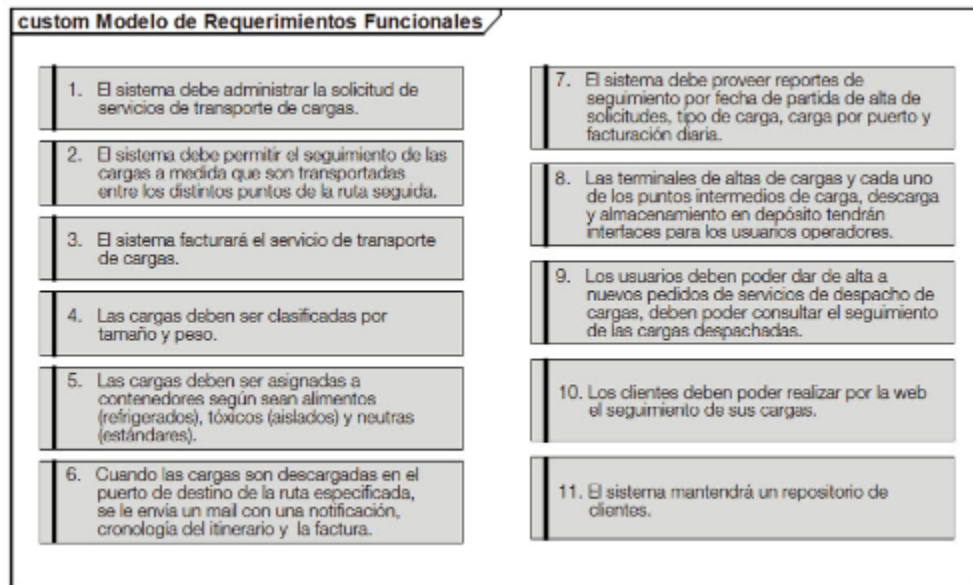 custom Modelo de Requerimientos Funcionales
1. El sistema debe administrar la solicitud de
servicios de transporte de cargas.
2. El sistema debe permitir el seguimiento de las
cargas a medida que son transportadas
entre los distintos puntos de la ruta seguida.
3. El sistema facturará el servicio de transporte
de cargas.
4. Las cargas deben ser clasificadas por
tamaño y peso.
5. Las cargas deben ser asignadas a
contenedores según sean alimentos
(refrigerados), tóxicos (aislados) y neutras
(estándares).
6. Cuando las cargas son descargadas en el
puerto de destino de la ruta especificada,
se le envía un mail con una notificación,
cronología del itinerario y la factura.
7. El sistema debe proveer reportes de
seguimiento por fecha de partida de alta de
solicitudes, tipo de carga, carga por puerto y
facturación diaria.
8. Las terminales de altas de cargas y cada uno
de los puntos intermedios de carga, descarga
y almacenamiento en depósito tendrán
interfaces para los usuarios operadores.
9. Los usuarios deben poder dar de alta a
nuevos pedidos de servicios de despacho de
cargas, deben poder consultar el seguimiento
de las cargas despachadas.
10. Los clientes deben poder realizar por la web
el seguimiento de sus cargas.
11. El sistema mantendrá un repositorio de
clientes.